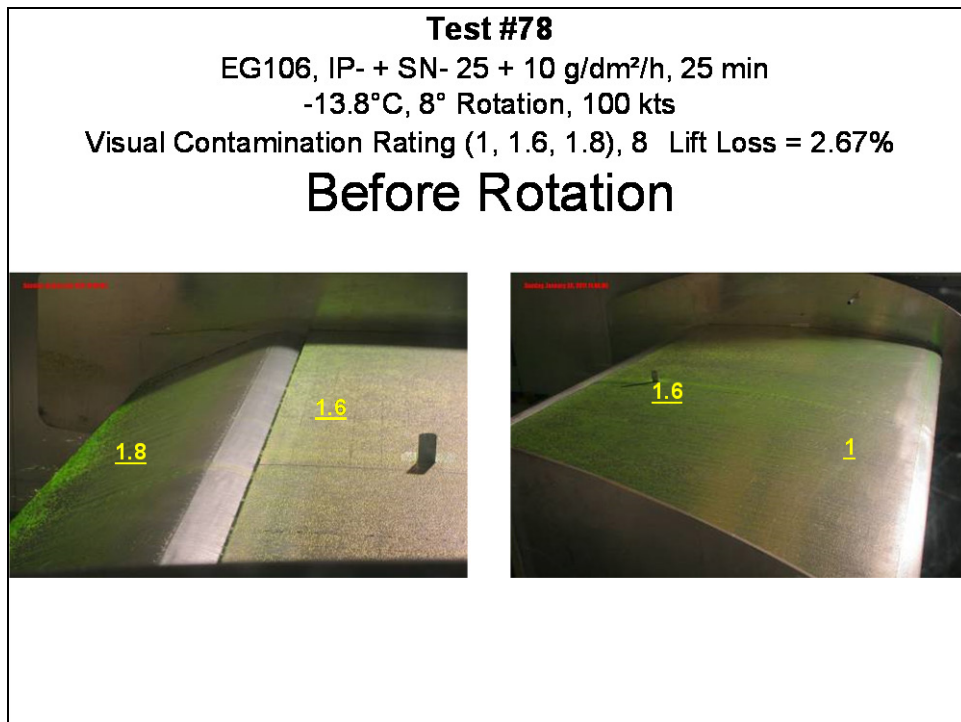 Test #78
EG106, IP- + SN- 25 + 10 g/dm²/h, 25 min
-13.8°C, 8° Rotation, 100 kts
Visual Contamination Rating (1, 1.6, 1.8), 8 Lift Loss = 2.67%
Before Rotation
1.6
1.8
1.6
1